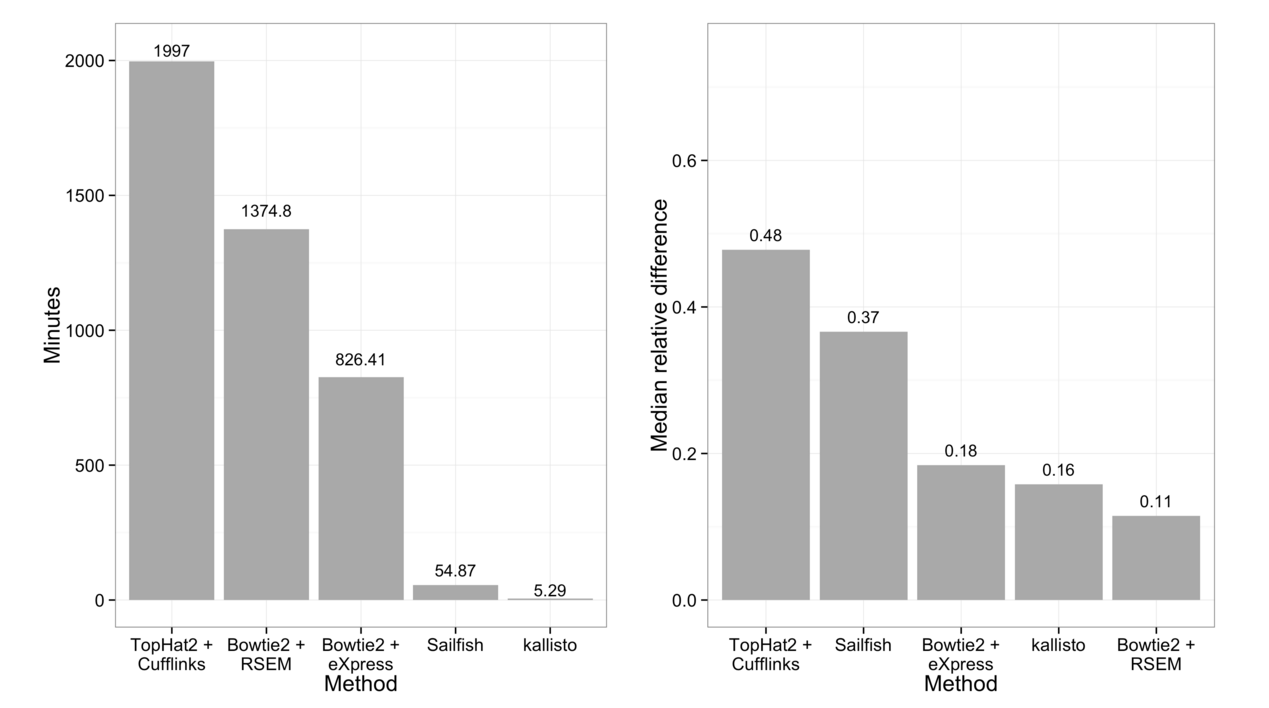 Minutes
2000
1500
1000
500
0
1997
1374.8
826.41
54.87
5.29
TopHat2 +
Cufflinks
Bowtie2 +
RSEM
Bowtie2 +
eXpress
Sailfish
kallisto
Method
Median relative difference
0.6
0.4
0.2
0.0
0.48
0.37
0.18
0.16
0.11
TopHat2 +
Cufflinks
Sailfish
Bowtie2 +
eXpress
kallisto
Bowtie2 +
RSEM
Method